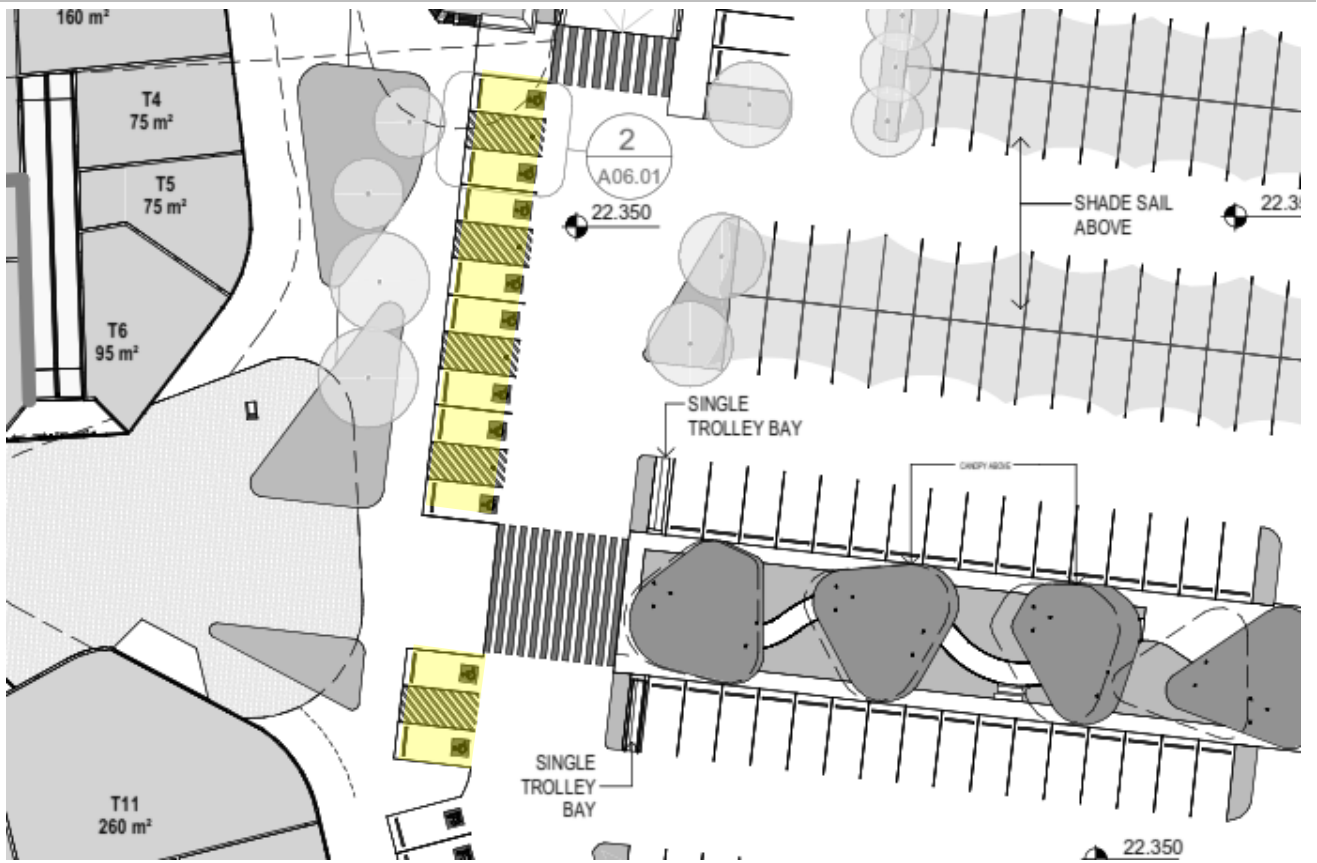 160 m²
T4
75 m²
T5
75 m²
T6
95 m²
2
A06.01
22.350
SHADE SAIL
ABOVE
22.35
SINGLE
TROLLEY BAY
CANOPY ABOVE
SINGLE
TROLLEY
BAY
T11
260 m²
22.350